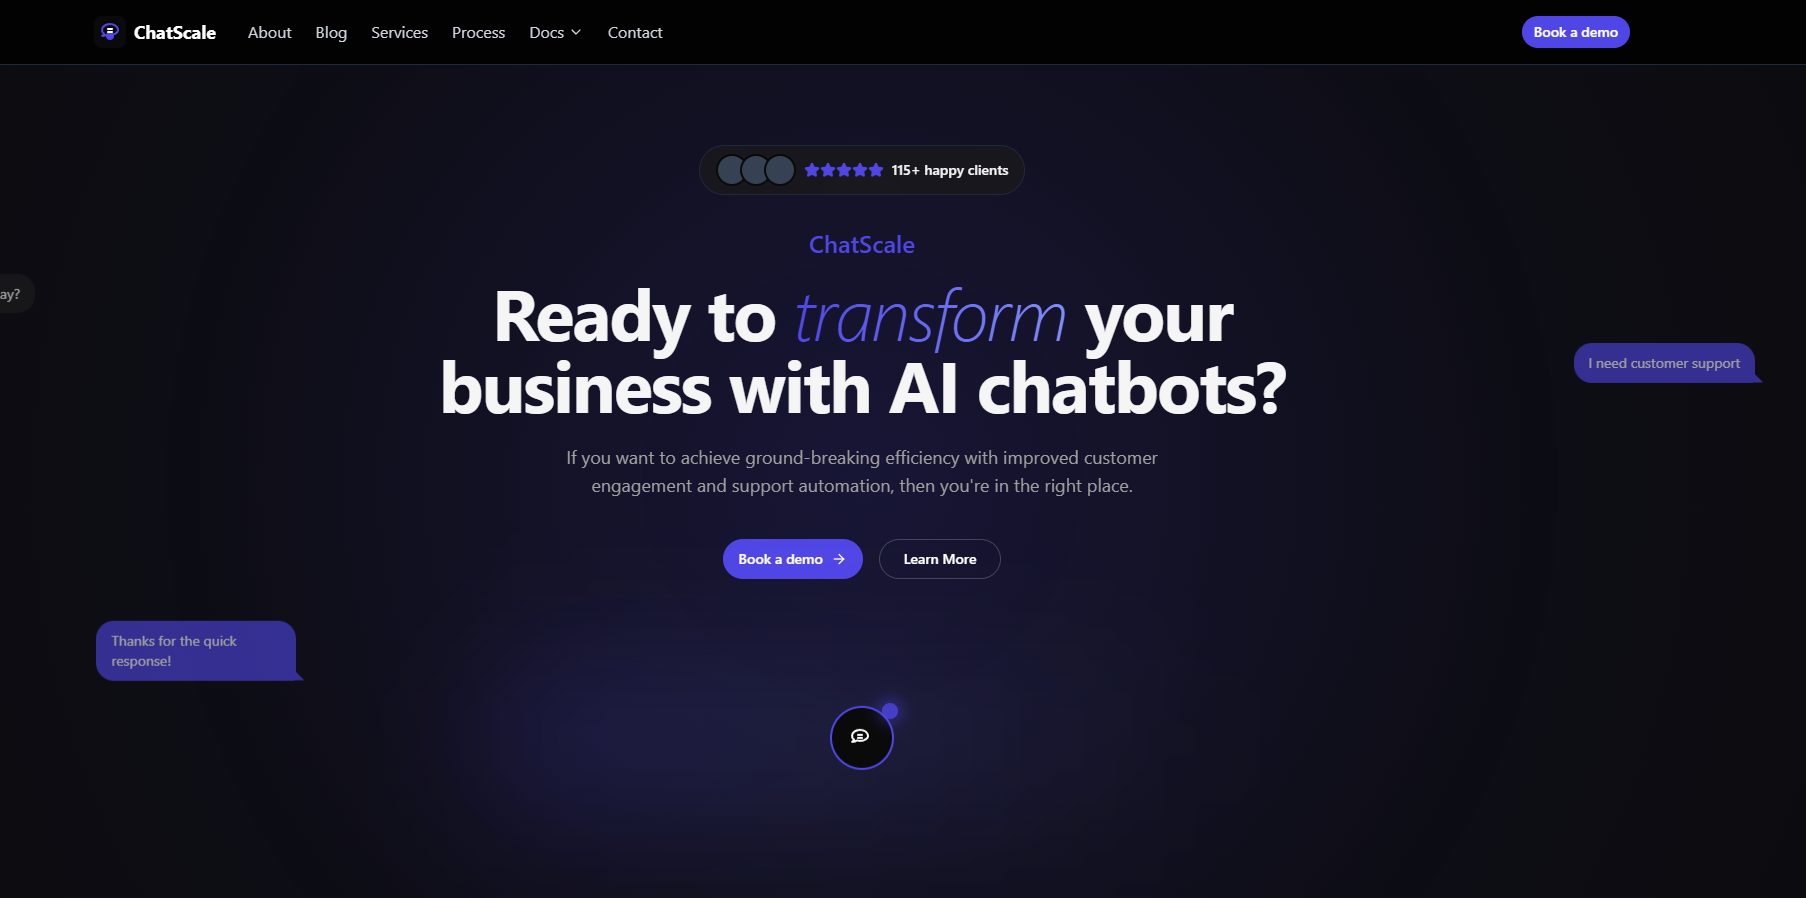 ChatScale
About
Blog
Services
Process
Docs
Contact
Book a demo
115+ happy clients
ChatScale
ay?
Ready to transform your
business with AI chatbots?
I need customer support
If you want to achieve ground-breaking efficiency with improved customer
engagement and support automation, then you're in the right place.
Book a demo
Learn More
Thanks for the quick
response!